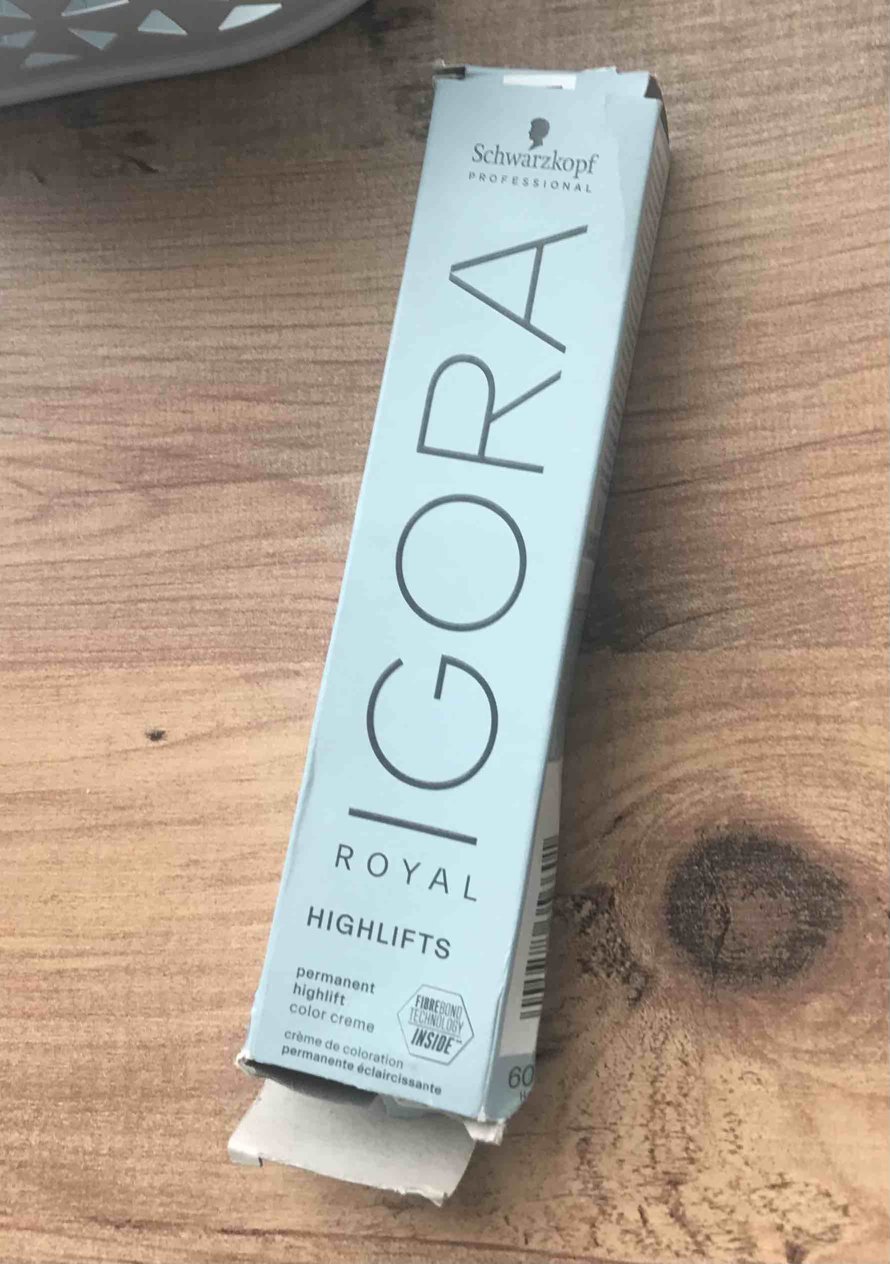 Schwarzkopf
PROFESSIONAL
IGORA
ROYAL
HIGHLIFTS
permanent
highlift
color creme
crème de coloration
permanente éclaircissante
FIBREBOND
TECHNOLOGY
INSIDE
60